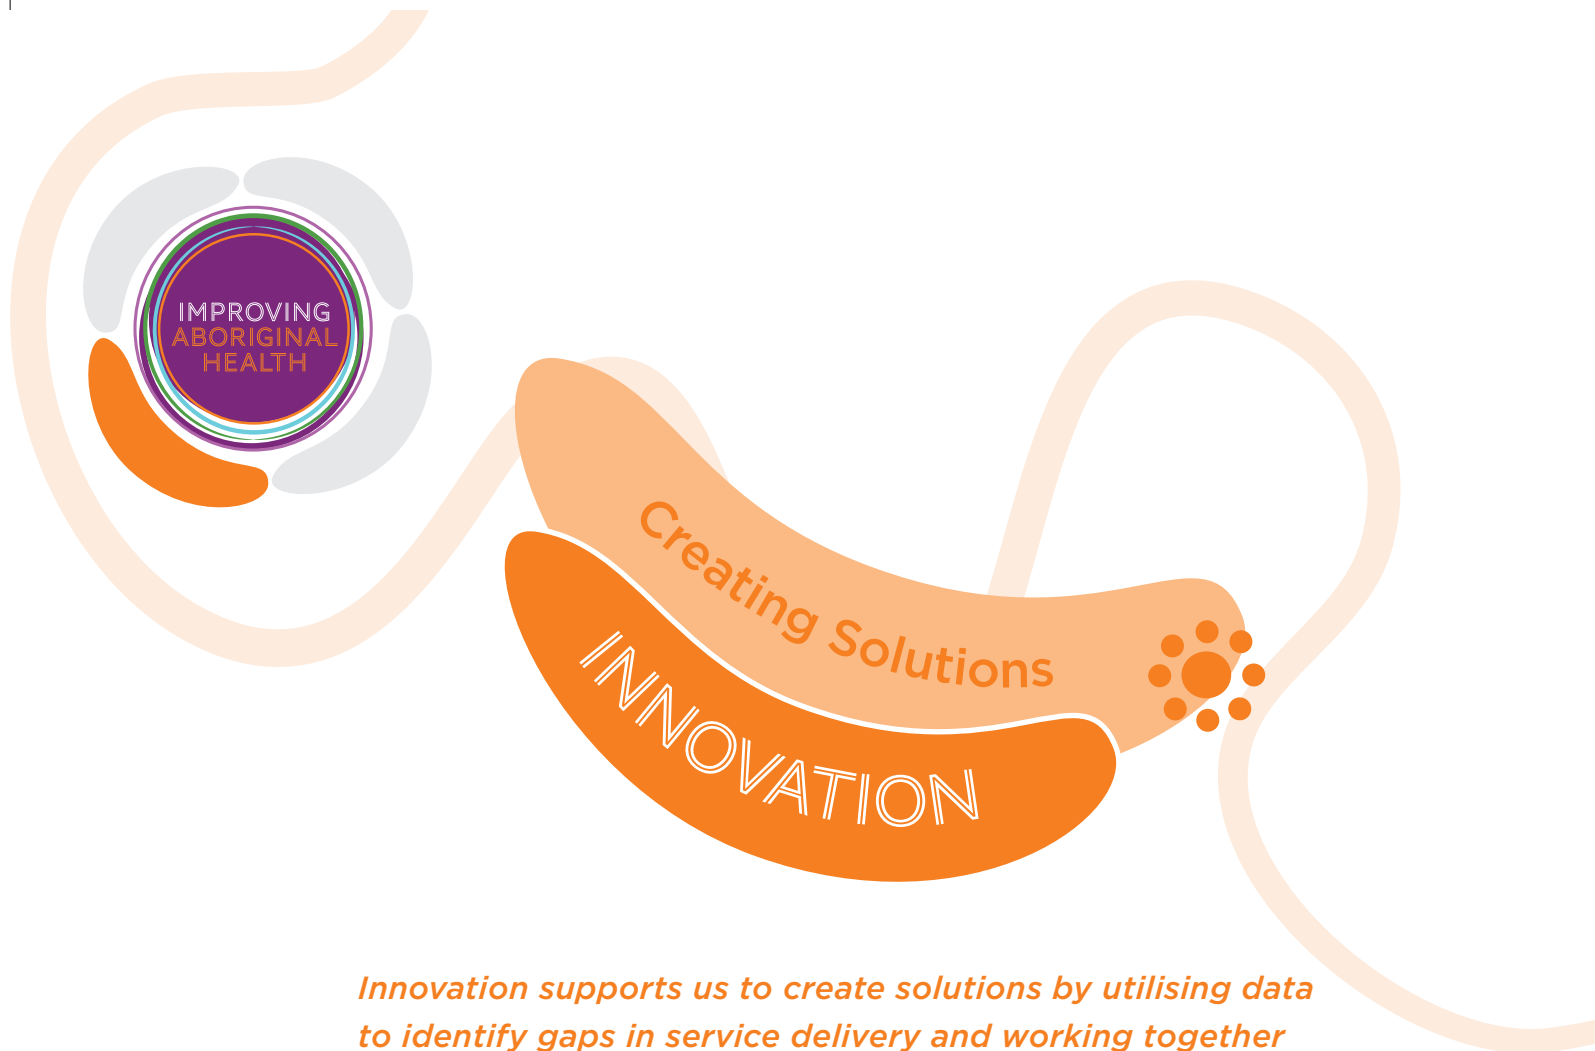 IMPROVING
ABORIGINAL
HEALTH
Creating Solutions
INNOVATION
Innovation supports us to create solutions by utilising data
to identify gaps in service delivery and working together